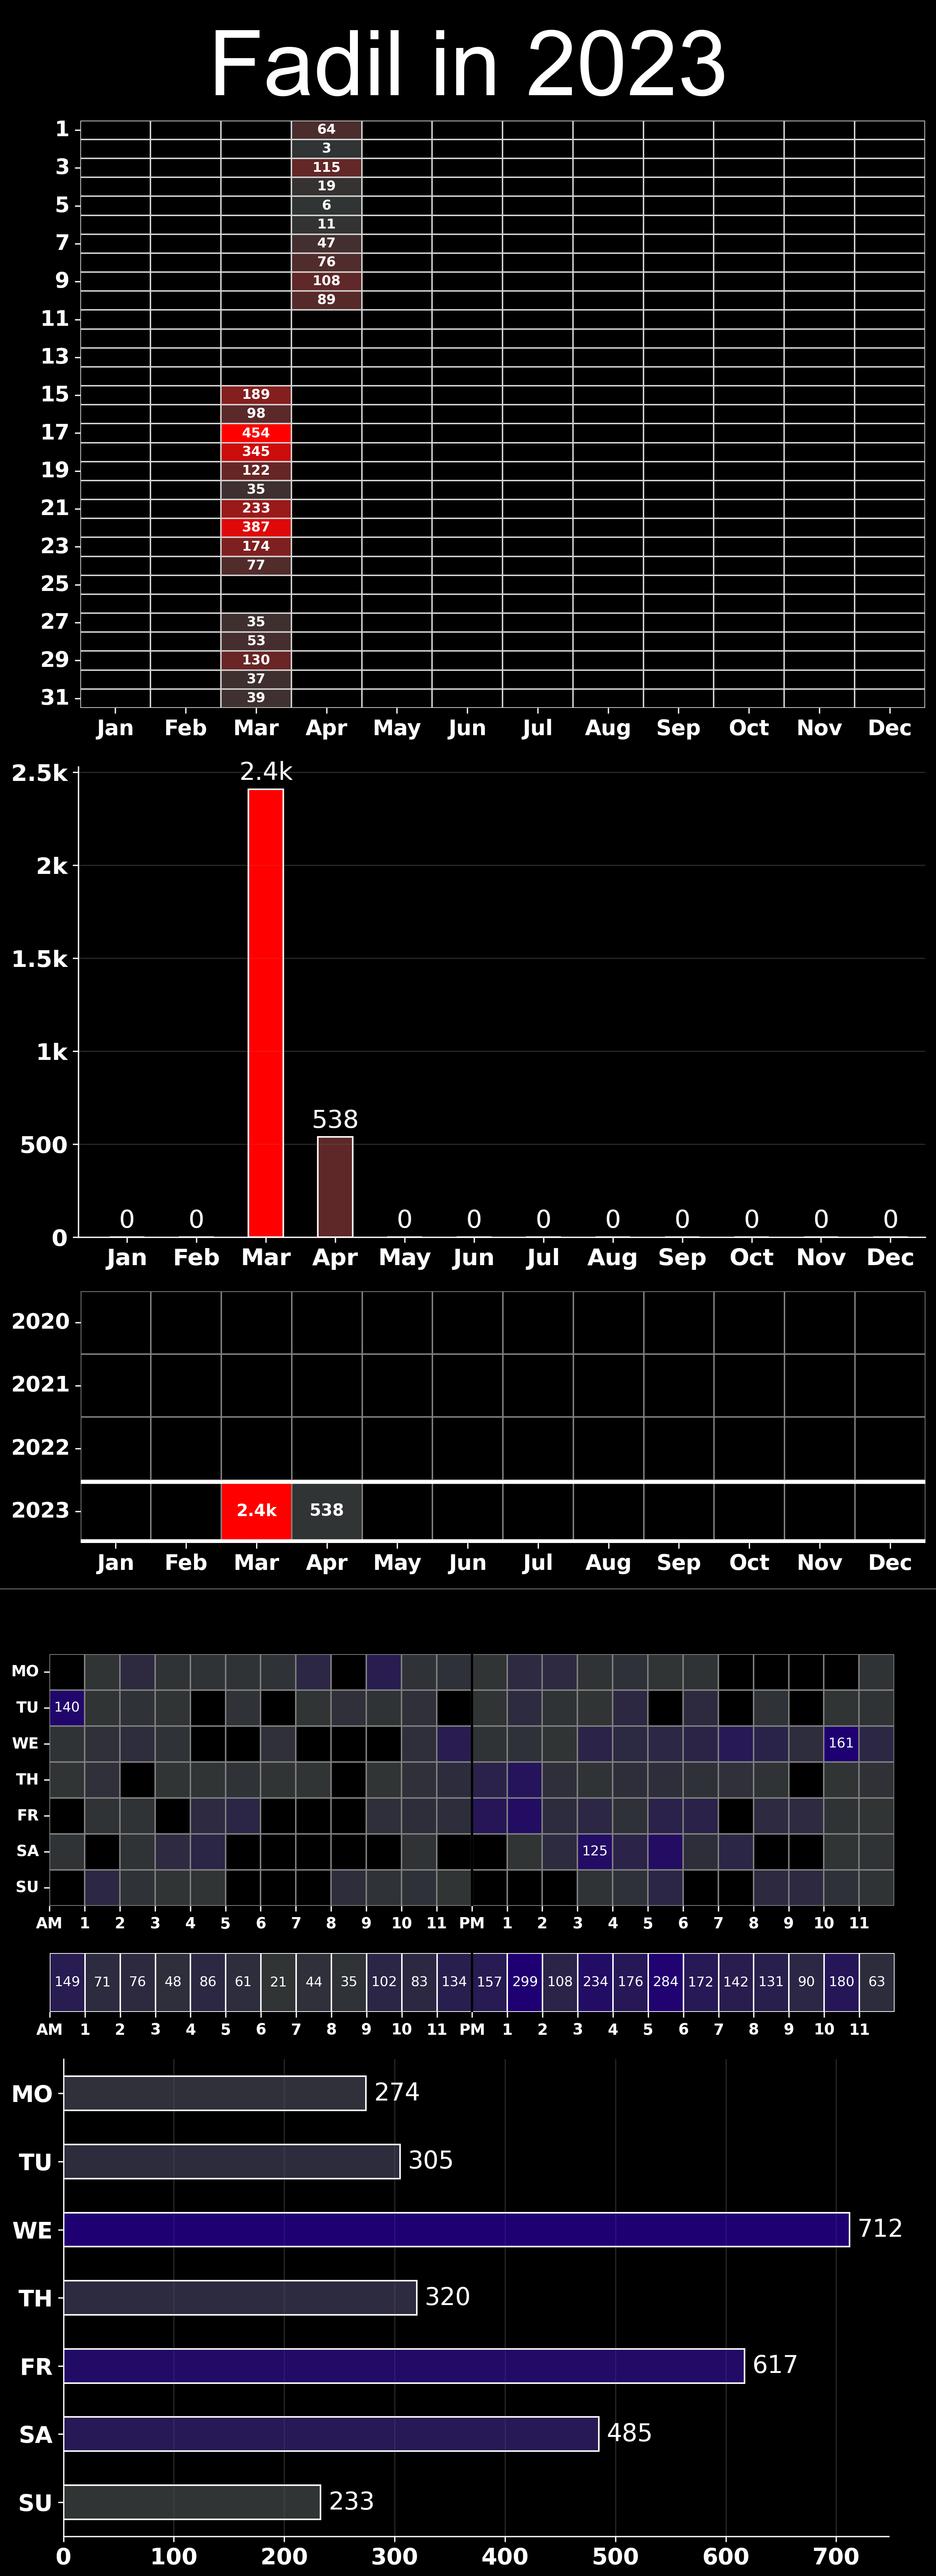 Fadil in 2023
1 64
3
3 115
19
5 6
11
7 47
76
9 108
89
11
13
15 189
98
17 454
345
19 122
35
21 233
387
23 174
77
25
27 35
53
29 130
37
31 39
Jan Feb Mar Apr May Jun Jul Aug Sep Oct Nov Dec
2.5k 2.4k
2k
1.5k
1k
538
500
0 0 0 0 0 0 0 0 0 0
0
Jan Feb Mar Apr May Jun Jul Aug Sep Oct Nov Dec
2020
2021
2022
2023 2.4k 538
Jan Feb Mar Apr May Jun Jul Aug Sep Oct Nov Dec
MO
TU 140
WE 161
TH
FR
SA 125
SU
AM 1 2 3 4 5 6 7 8 9 10 11 PM 1 2 3 4 5 6 7 8 9 10 11
149 71 76 48 86 61 21 44 35 102 83 134 157 299 108 234 176 284 172 142 131 90 180 63
AM 1 2 3 4 5 6 7 8 9 10 11 PM 1 2 3 4 5 6 7 8 9 10 11
MO 274
TU 305
WE 712
TH 320
FR 617
SA 485
SU 233
0 100 200 300 400 500 600 700